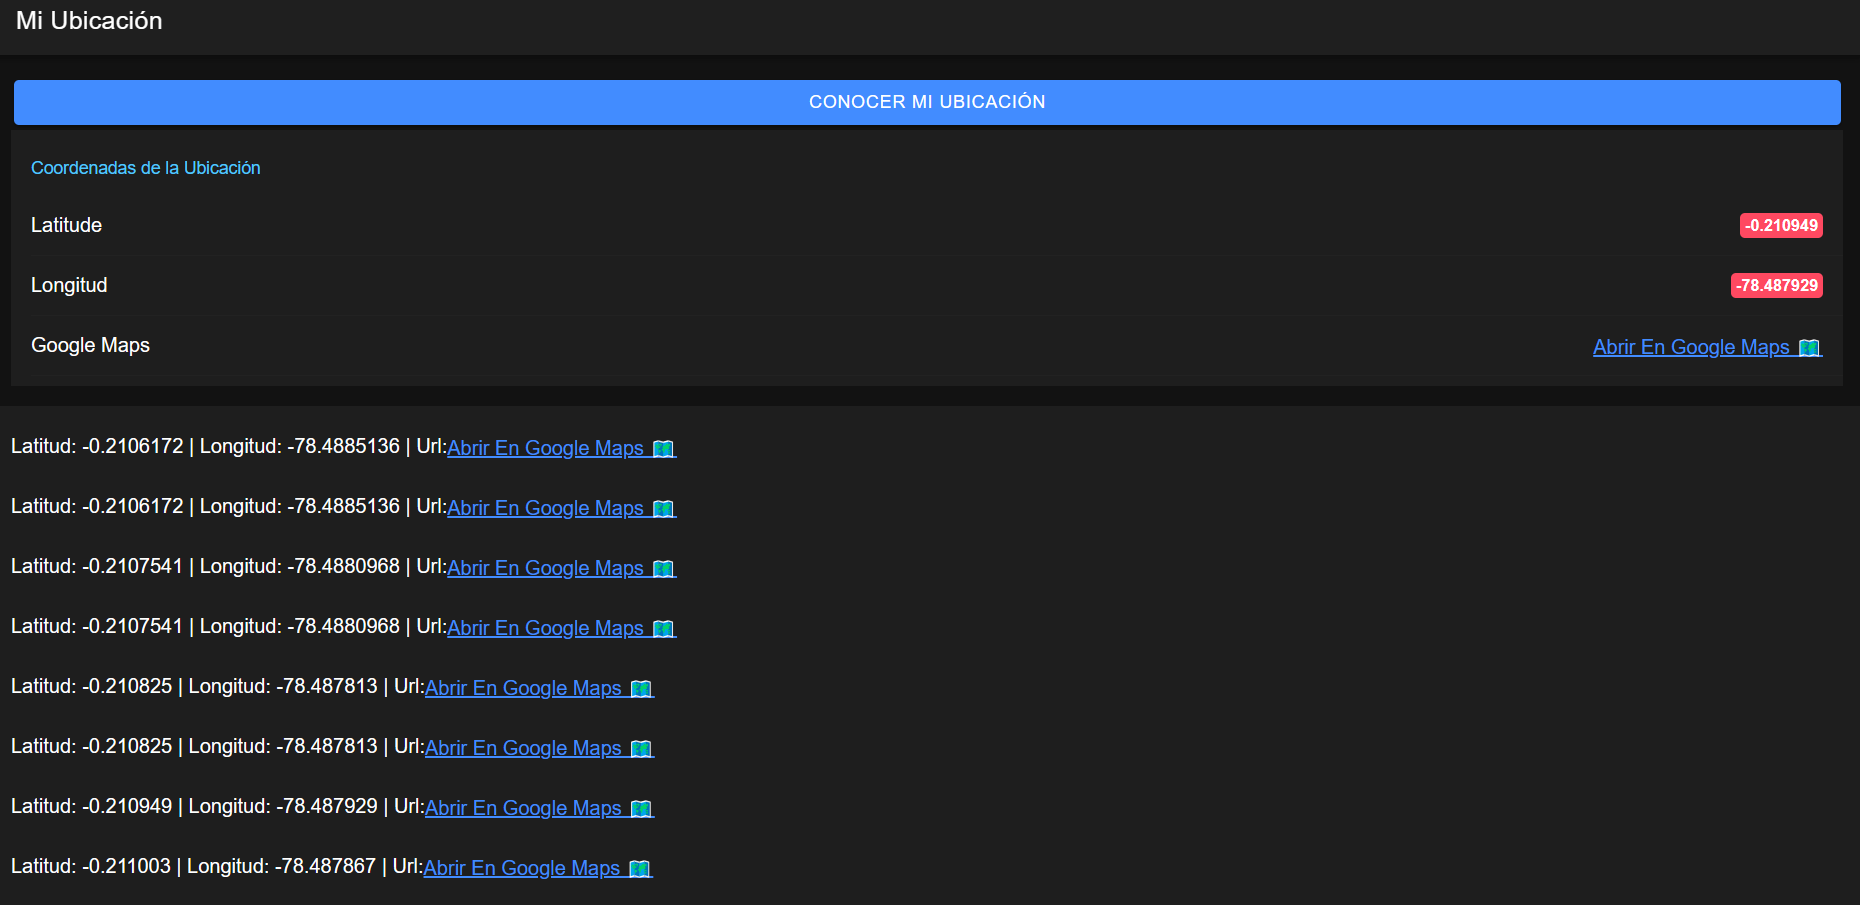 Mi Ubicación
CONOCER MI UBICACIÓN
Coordenadas de la Ubicación
Latitude -0.210949
Longitud -78.487929
Google Maps Abrir En Google Maps
Latitud: -0.2106172 | Longitud: -78.4885136 | Url:Abrir En Google Maps
Latitud: -0.2106172 | Longitud: -78.4885136 | Url:Abrir En Google Maps
Latitud: -0.2107541 | Longitud: -78.4880968 | Url:Abrir En Google Maps
Latitud: -0.2107541 | Longitud: -78.4880968 | Url:Abrir En Google Maps
Latitud: -0.210825 | Longitud: -78.487813 | Url:Abrir En Google Maps
Latitud: -0.210825 | Longitud: -78.487813 | Url:Abrir En Google Maps
Latitud: -0.210949 | Longitud: -78.487929 | Url:Abrir En Google Maps
Latitud: -0.211003 | Longitud: -78.487867 | Url:Abrir En Google Maps